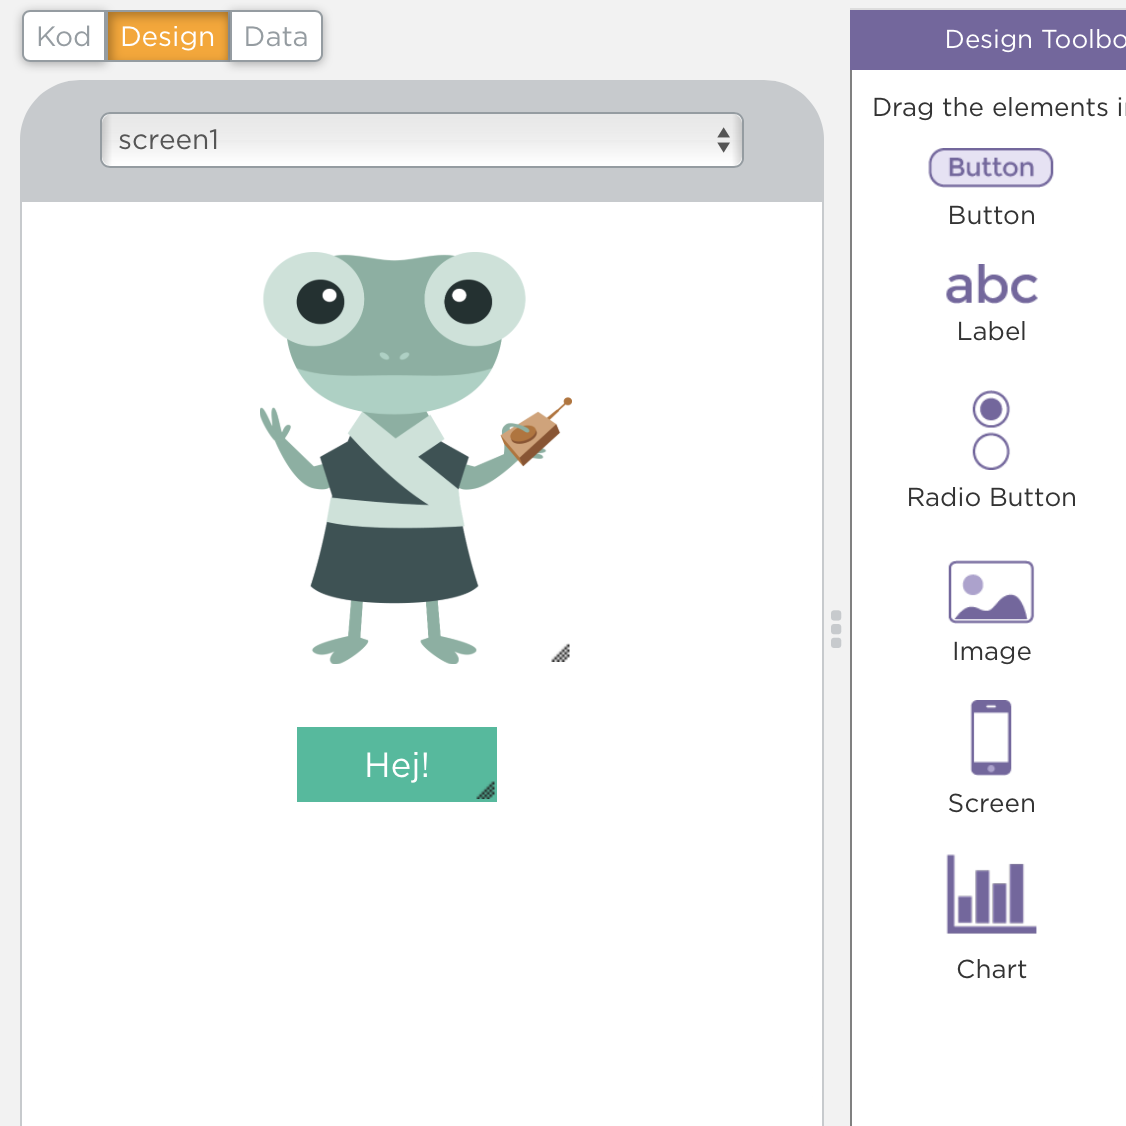 Kod Design Data
screen1
Hej!
Design Toolbo
Drag the elements i
Button
Button
abc
Label
Radio Button
Image
Screen
Chart